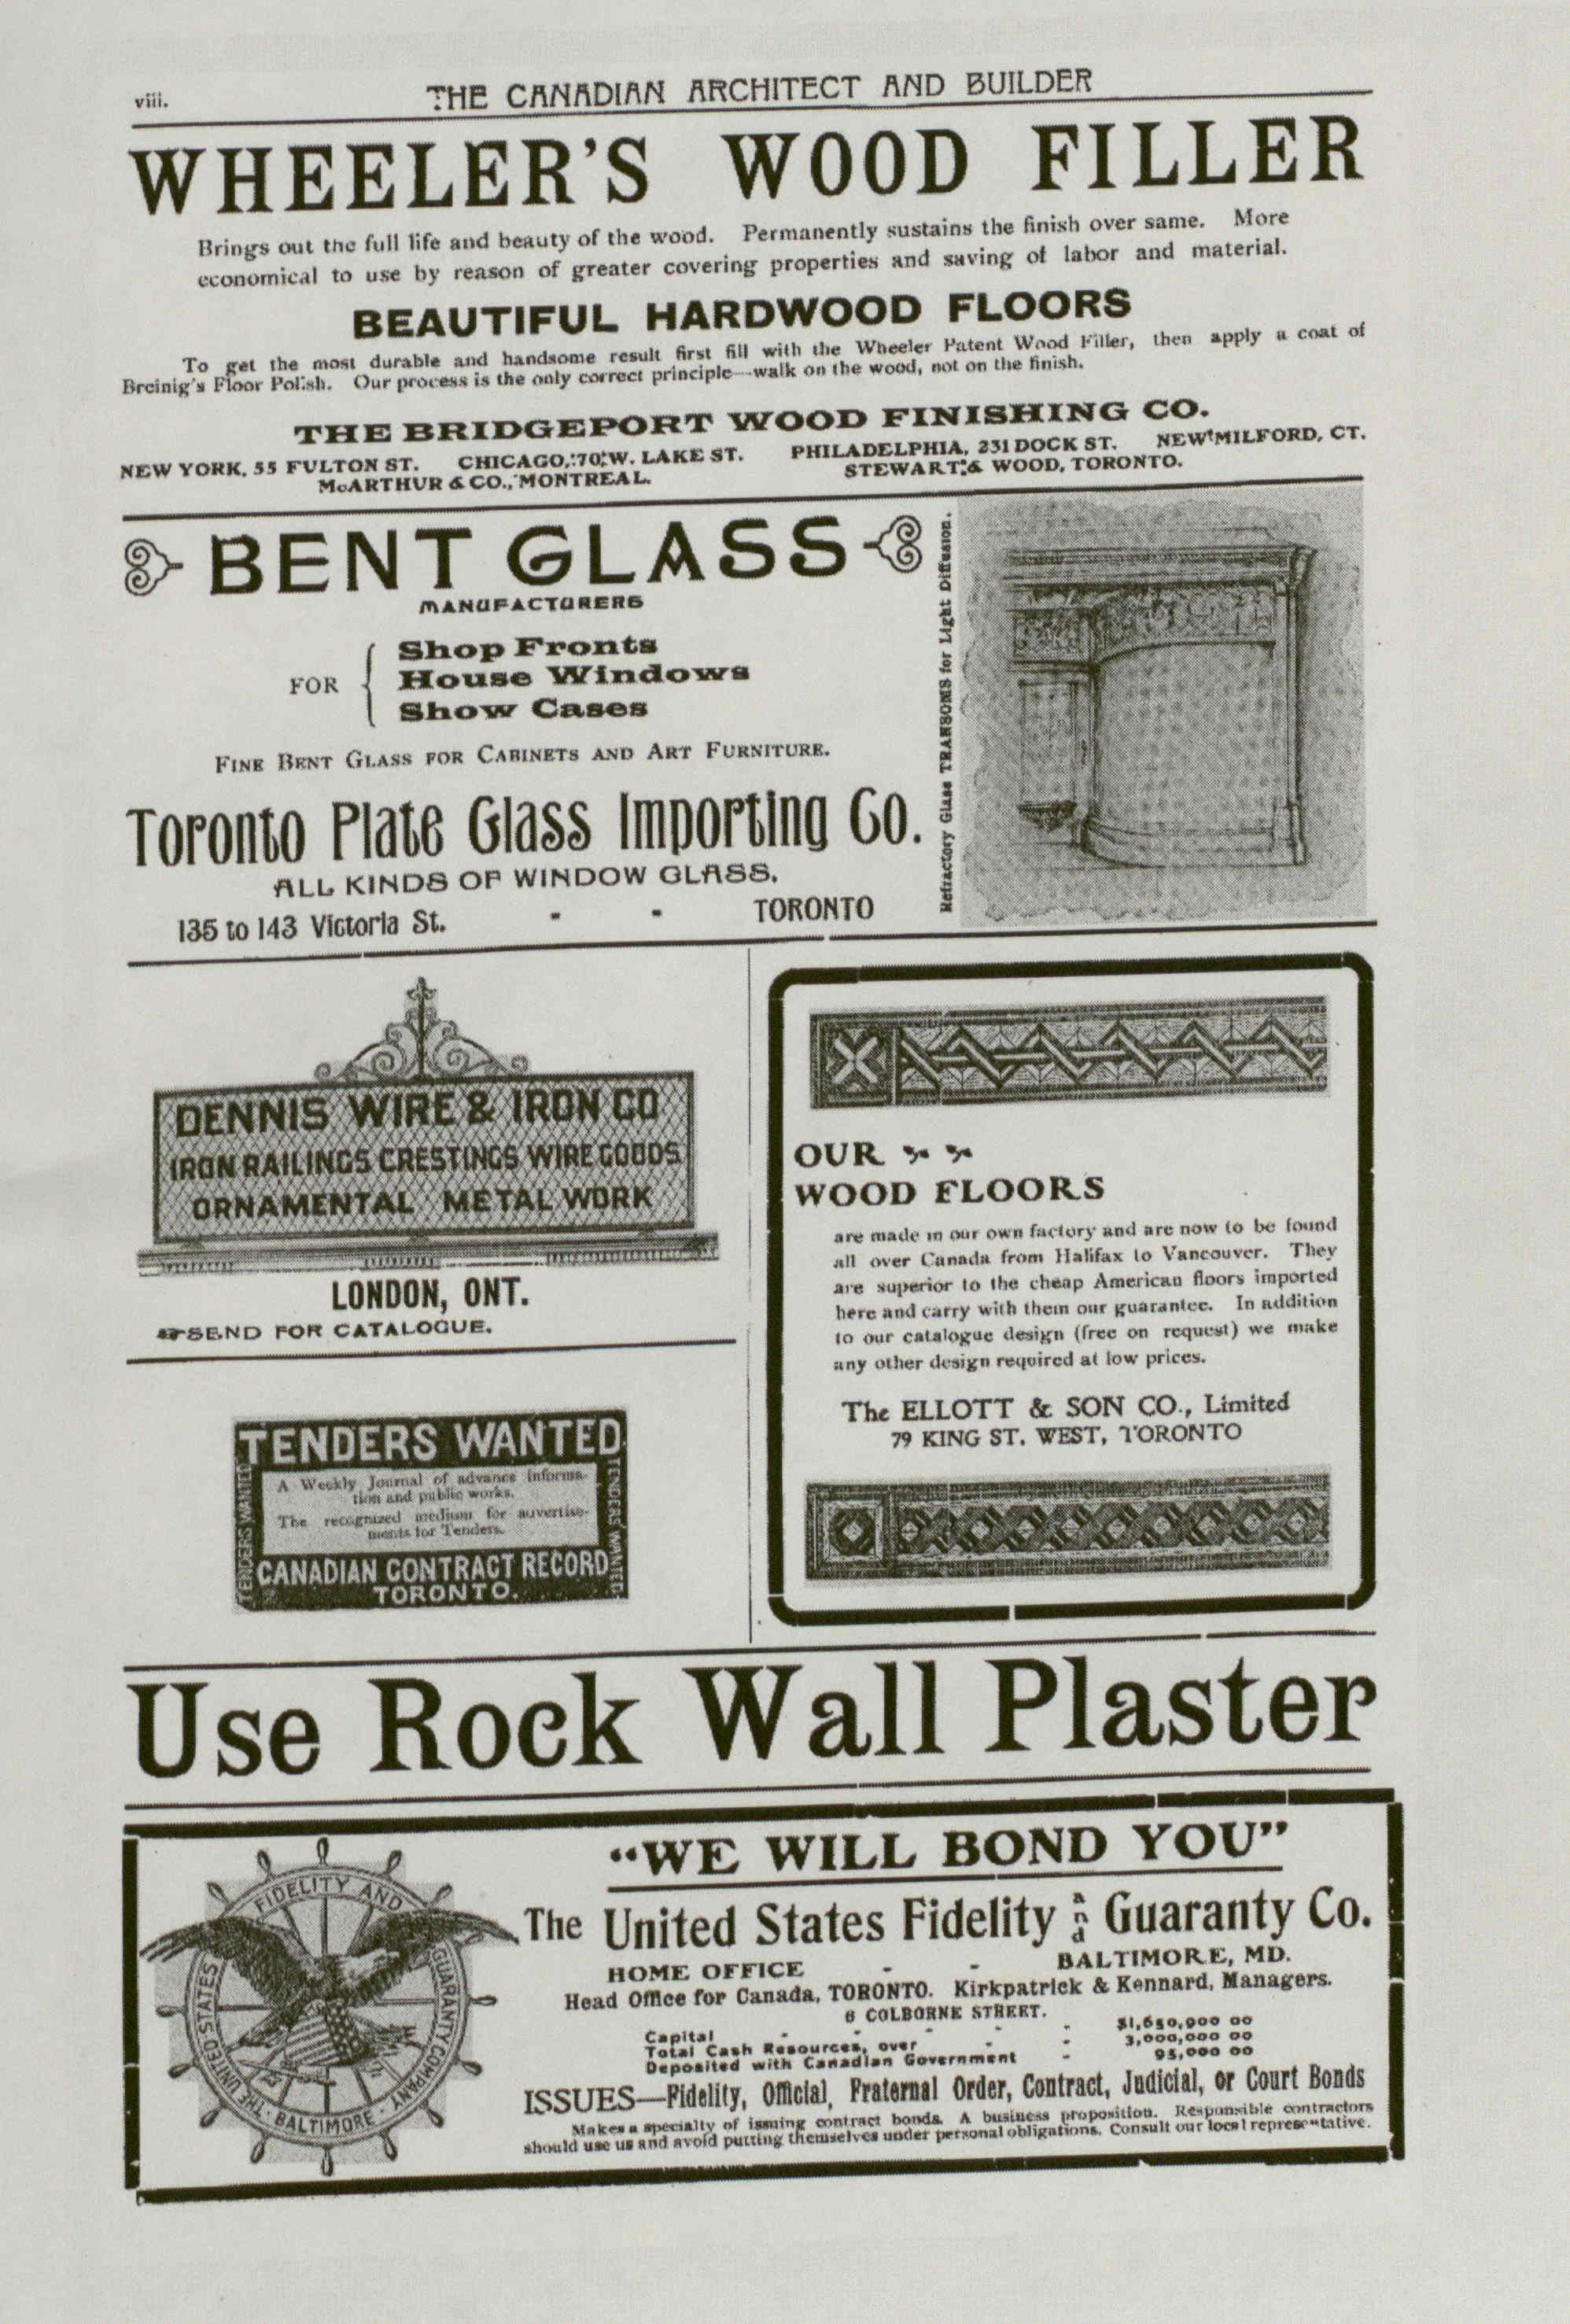 viii.
THE CANADIAN ARCHITECT AND BUILDER
WHEELER'S WOOD FILLER
Brings out the full life and beauty of the wood. Permanently sustains the finish over same. More
economical to use by reason of greater covering properties and saving of labor and material.
BEAUTIFUL HARDWOOD FLOORS
To get the most durable and handsome result first fill with the Wheeler Patent Wood Filler, then apply a coat of
Breinig's Floor Polish. Our process is the only correct principle—walk on the wood, not on the finish.
THE BRIDGEPORT WOOD FINISHING CO.
NEW YORK, 55 FULTON ST. CHICAGO, 70 W. LAKE ST. PHILADELPHIA, 231 DOCK ST. NEW MILFORD, CT.
McARTHUR & CO., MONTREAL. STEWART & WOOD, TORONTO.
BENT GLASS
MANUFACTURERS
FOR
Shop Fronts
House Windows
Show Cases
FINE BENT GLASS FOR CABINETS AND ART FURNITURE.
Toronto Plate Glass Importing Co.
ALL KINDS OF WINDOW GLASS.
135 to 143 Victoria St. - - TORONTO
Refractory Glass TRANSOMS for Light Diffusion.
DENNIS WIRE & IRON CO
IRON RAILINGS CRESTINGS WIRE GOODS
ORNAMENTAL METAL WORK
LONDON, ONT.
☞SEND FOR CATALOGUE.
TENDERS WANTED
TENDERS WANTED
TENDERS WANTED
A Weekly Journal of advance informa-
tion and public works.
The recognized medium for advertise-
ments for Tenders.
CANADIAN CONTRACT RECORD
TORONTO.
OUR
WOOD FLOORS
are made in our own factory and are now to be found
all over Canada from Halifax to Vancouver. They
are superior to the cheap American floors imported
here and carry with them our guarantee. In addition
to our catalogue design (free on request) we make
any other design required at low prices.
The ELLOTT & SON CO., Limited
79 KING ST. WEST, TORONTO
Use Rock Wall Plaster
"WE WILL BOND YOU"
The United States Fidelity and Guaranty Co.
HOME OFFICE - - BALTIMORE, MD.
Head Office for Canada, TORONTO. Kirkpatrick & Kennard, Managers.
6 COLBORNE STREET.
Capital - - - - - $1,650,000 00
Total Cash Resources, over - - 3,000,000 00
Deposited with Canadian Government - 95,000 00
ISSUES—Fidelity, Official, Fraternal Order, Contract, Judicial, or Court Bonds
Makes a specialty of issuing contract bonds. A business proposition. Responsible contractors
should use us and avoid putting themselves under personal obligations. Consult our local representative.
THE UNITED STATES FIDELITY AND GUARANTY COMPANY · BALTIMORE ·